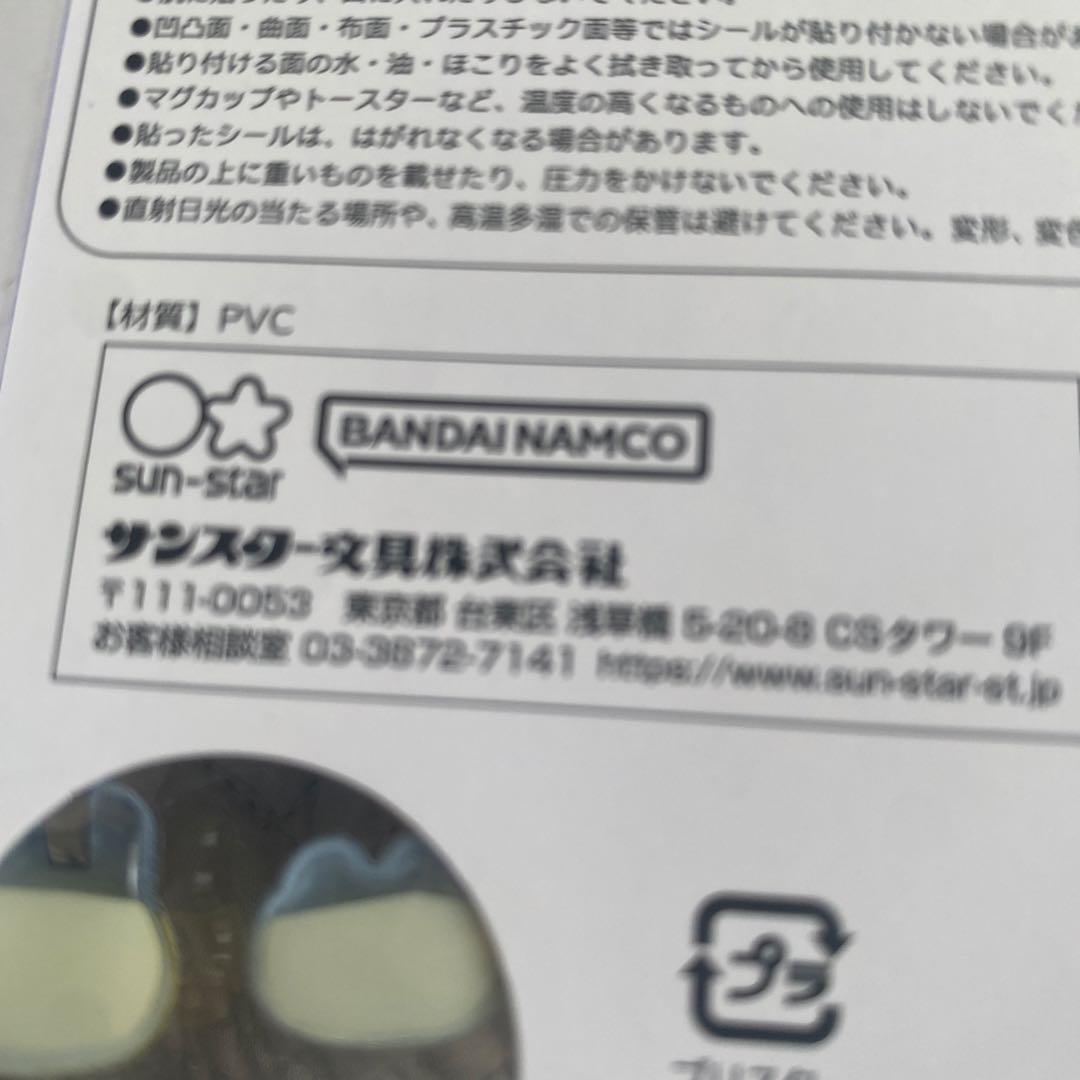 ●凹凸面・曲面・布面・プラスチック面等ではシールが貼り付かない場合があ
●貼り付ける面の水・油・ほこりをよく拭き取ってから使用してください。
●マグカップやトースターなど、温度の高くなるものへの使用はしないでくだ
●貼ったシールは、はがれなくなる場合があります。
●製品の上に重いものを載せたり、圧力をかけないでください。
●直射日光の当たる場所や、高温多湿での保管は避けてください。変形、変色
【材質】PVC
sun-star
BANDAI NAMCO
サンスター文具株式会社
〒111-0053 東京都 台東区 浅草橋 5-20-8 CSタワー 9F
お客様相談室 03-3872-7141 https://www.sun-star-st.jp
プラ